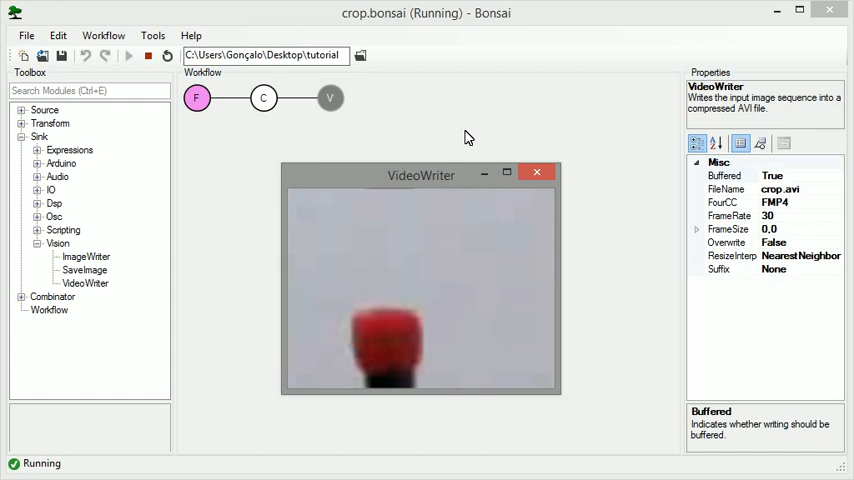 crop.bonsai (Running) - Bonsai
File Edit Workflow Tools Help
C:\Users\Gonçalo\Desktop\tutorial
Toolbox
Search Modules (Ctrl+E)
Source
Transform
Sink
Expressions
Arduino
Audio
IO
Dsp
Osc
Scripting
Vision
ImageWriter
SaveImage
VideoWriter
Combinator
Workflow
Workflow
F C V
VideoWriter
Properties
VideoWriter
Writes the input image sequence into a
compressed AVI file.
Misc
Buffered True
FileName crop.avi
FourCC FMP4
FrameRate 30
FrameSize 0,0
Overwrite False
ResizeInterp NearestNeighbor
Suffix None
Buffered
Indicates whether writing should be
buffered.
Running